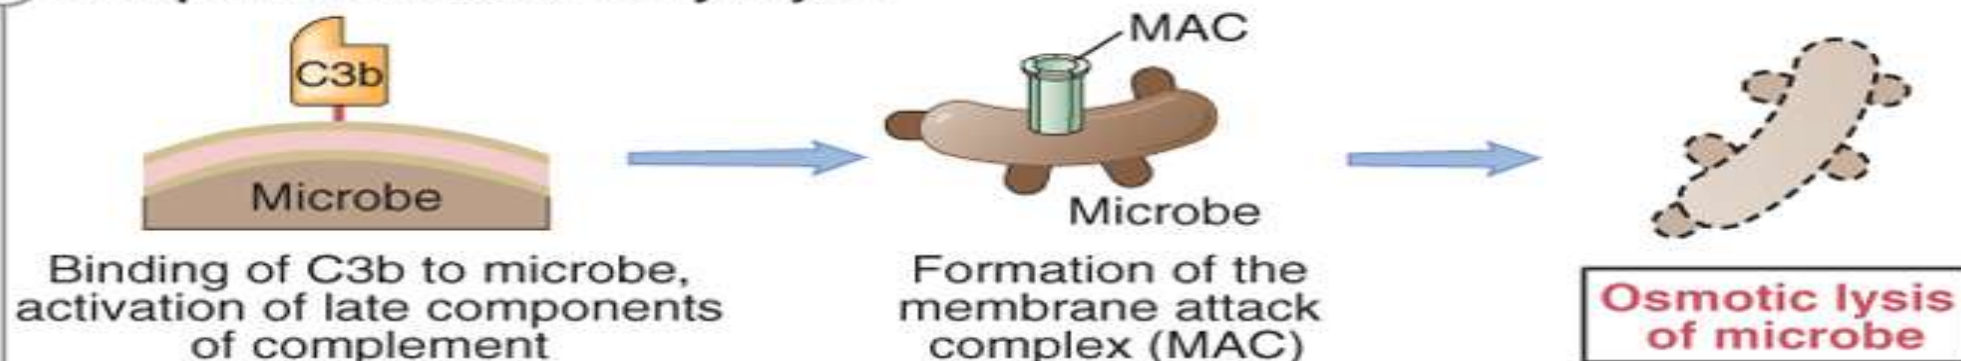 C3b
Microbe
MAC
Microbe
Binding of C3b to microbe,
activation of late components
of complement
Formation of the
membrane attack
complex (MAC)
Osmotic lysis
of microbe